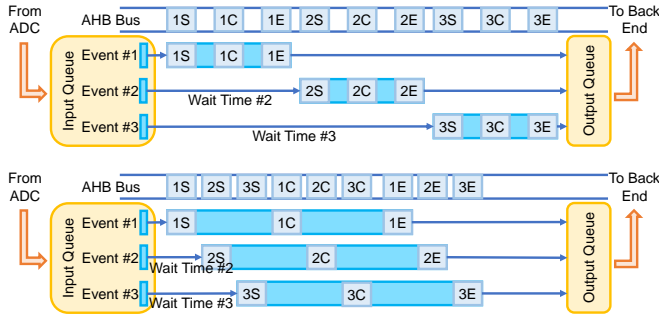 From
ADC
AHB Bus
1S 1C 1E 2S 2C 2E 3S 3C 3E
To Back
End
Input Queue
Event #1
1S 1C 1E
Event #2
Wait Time #2
2S 2C 2E
Event #3
Wait Time #3
3S 3C 3E
Output Queue
From
ADC
AHB Bus
1S 2S 3S 1C 2C 3C 1E 2E 3E
To Back
End
Input Queue
Event #1
1S 1C 1E
Event #2
Wait Time #2
2S 2C 2E
Event #3
Wait Time #3
3S 3C 3E
Output Queue